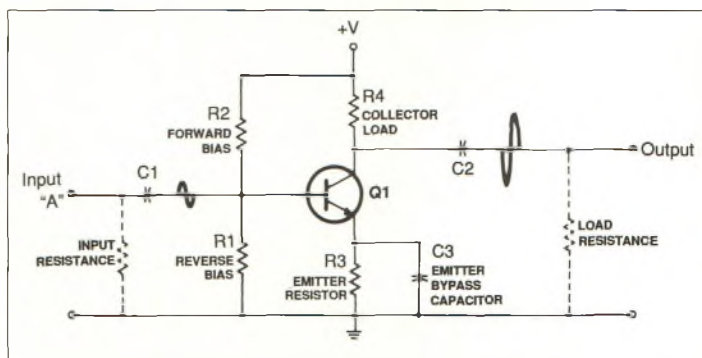 +V
R2
FORWARD
BIAS
R4
COLLECTOR
LOAD
Input
"A"
C1
C2
Output
Q1
INPUT
RESISTANCE
R1
REVERSE
BIAS
R3
EMITTER
RESISTOR
C3
EMITTER
BYPASS
CAPACITOR
LOAD
RESISTANCE